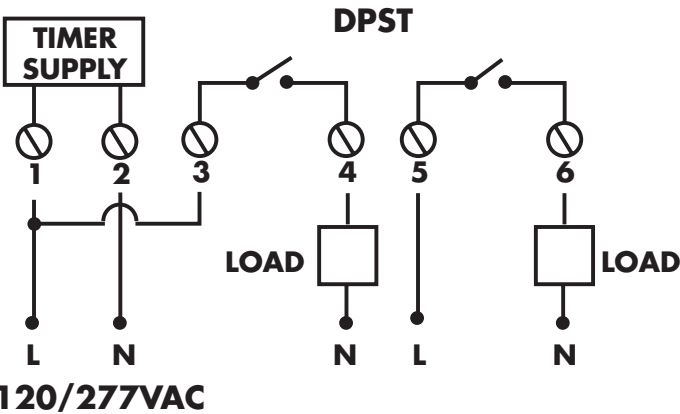 DPST
TIMER
SUPPLY
1 2 3 4 5 6
LOAD LOAD
L N N L N
120/277VAC